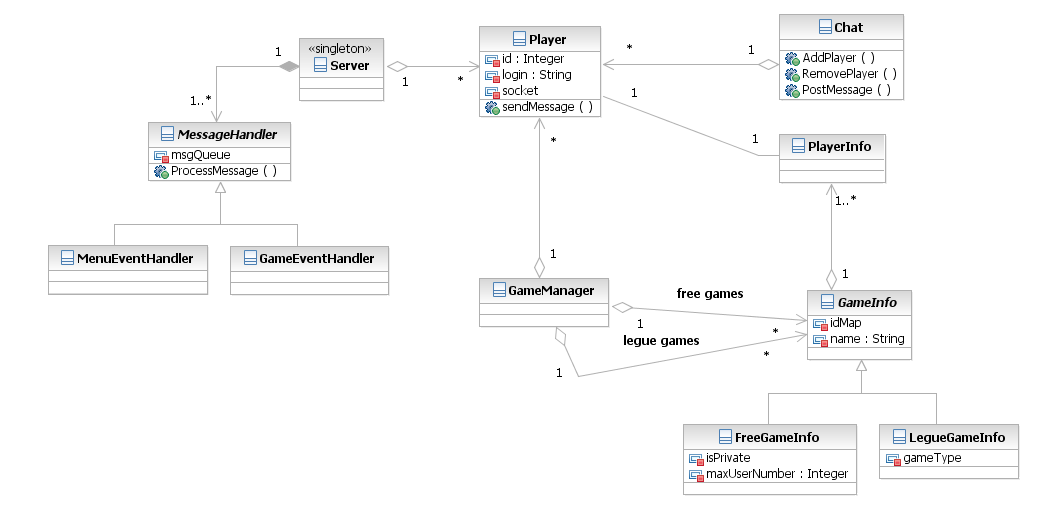 «singleton»
Server
1
1..*
1
*
MessageHandler
msgQueue
ProcessMessage ( )
MenuEventHandler
GameEventHandler
Player
id : Integer
login : String
socket
sendMessage ( )
*
1
Chat
AddPlayer ( )
RemovePlayer ( )
PostMessage ( )
1
1
PlayerInfo
*
1
1..*
1
GameManager
free games
1
*
legue games
1
*
GameInfo
idMap
name : String
FreeGameInfo
isPrivate
maxUserNumber : Integer
LegueGameInfo
gameType